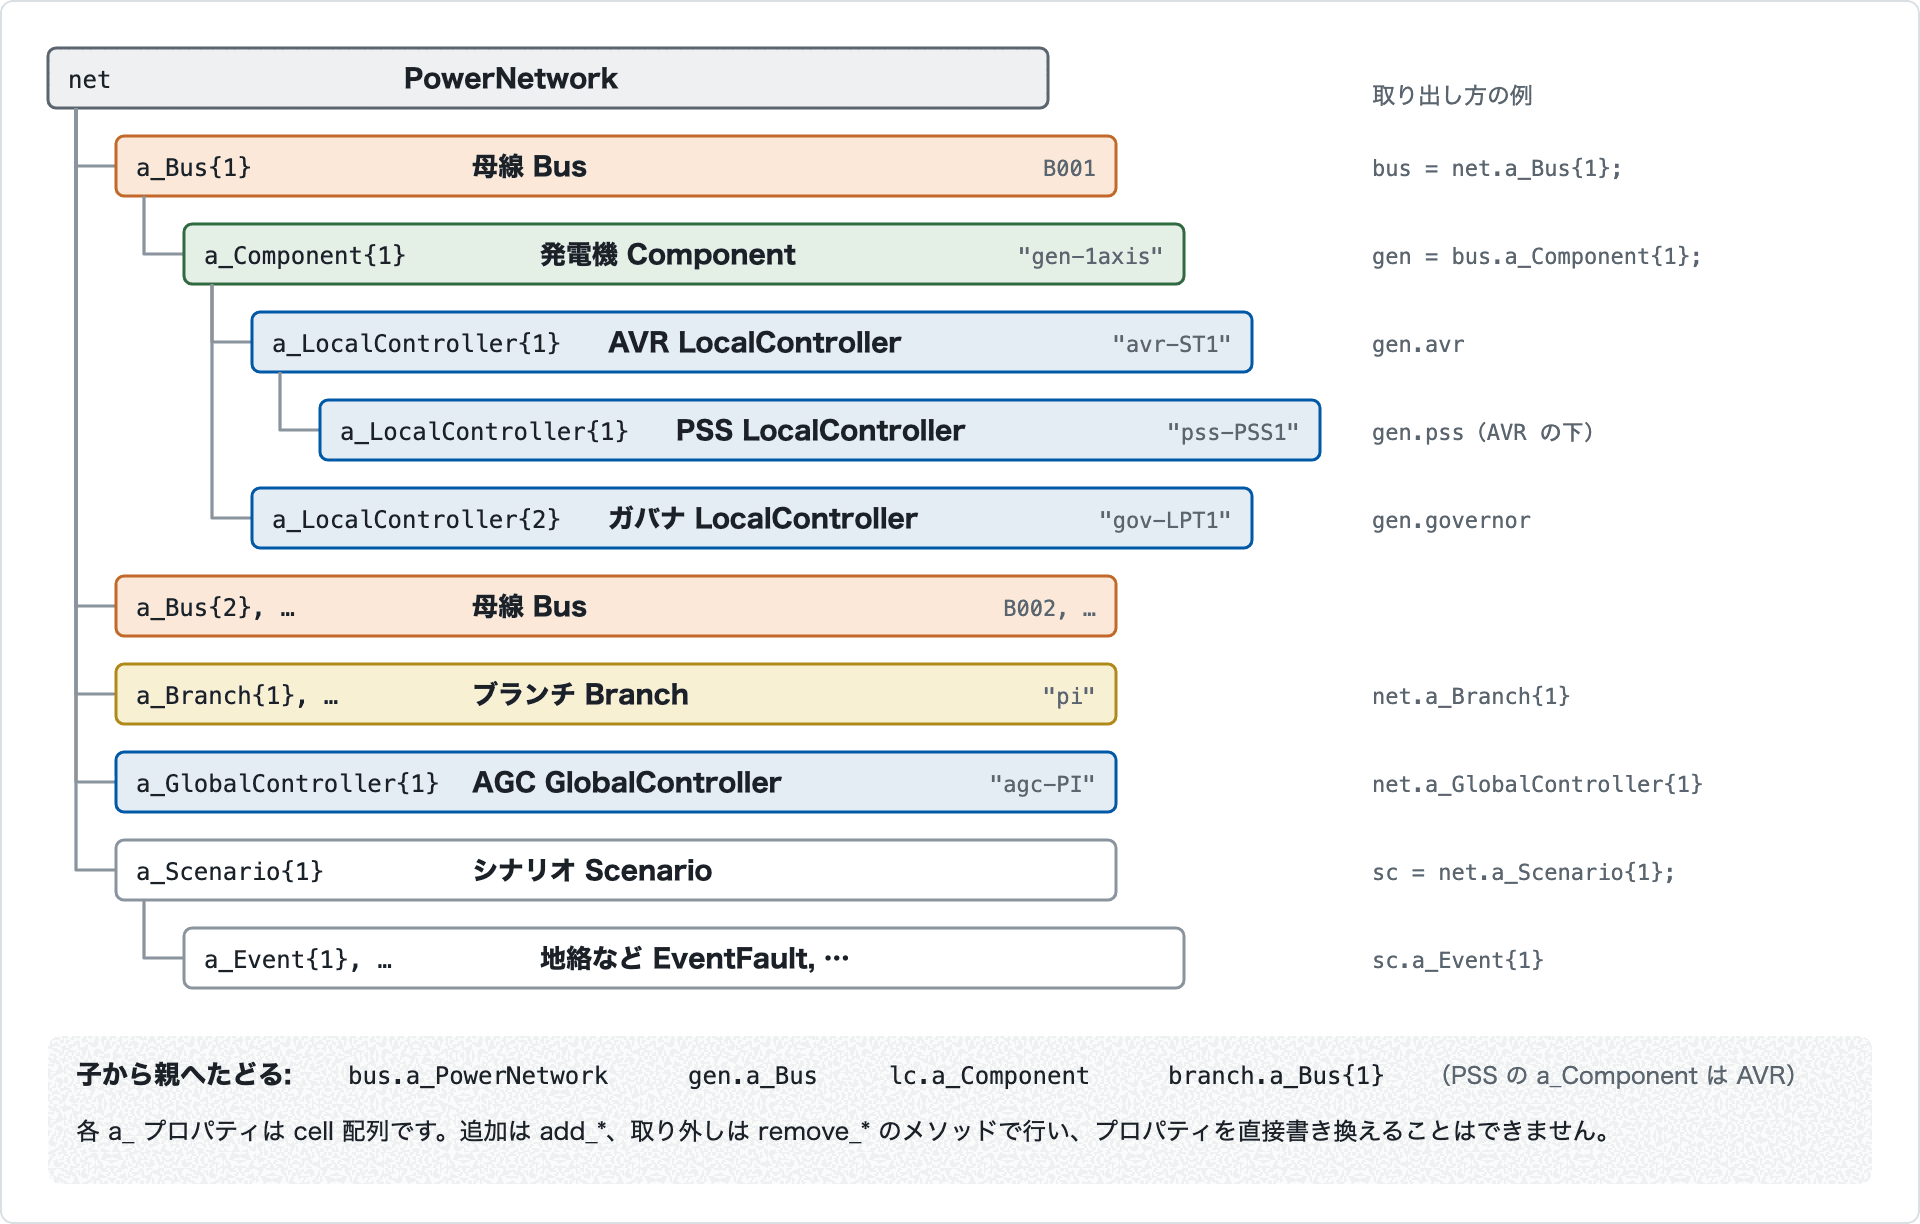 net PowerNetwork
取り出し方の例
a_Bus{1} 母線 Bus B001 bus = net.a_Bus{1};
a_Component{1} 発電機 Component "gen-1axis" gen = bus.a_Component{1};
a_LocalController{1} AVR LocalController "avr-ST1" gen.avr
a_LocalController{1} PSS LocalController "pss-PSS1" gen.pss（AVR の下）
a_LocalController{2} ガバナ LocalController "gov-LPT1" gen.governor
a_Bus{2}, … 母線 Bus B002, …
a_Branch{1}, … ブランチ Branch "pi" net.a_Branch{1}
a_GlobalController{1} AGC GlobalController "agc-PI" net.a_GlobalController{1}
a_Scenario{1} シナリオ Scenario sc = net.a_Scenario{1};
a_Event{1}, … 地絡など EventFault, … sc.a_Event{1}
子から親へたどる: bus.a_PowerNetwork gen.a_Bus lc.a_Component branch.a_Bus{1} （PSS の a_Component は AVR）
各 a_ プロパティは cell 配列です。追加は add_*、取り外しは remove_* のメソッドで行い、プロパティを直接書き換えることはできません。